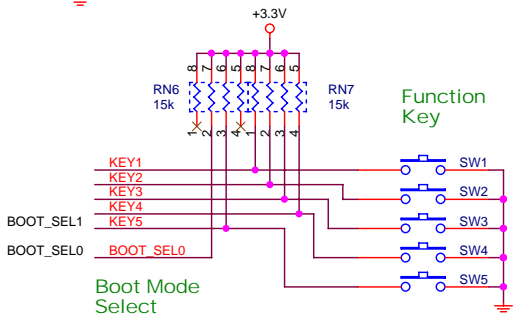 +3.3V
8 7 6 5 8 7 6 5
RN6
15k
RN7
15k
1 2 3 4 1 2 3 4
Function
Key
KEY1
SW1
KEY2
KEY3
SW2
KEY4
BOOT_SEL1
KEY5
SW3
BOOT_SEL0
BOOT_SEL0
SW4
SW5
Boot Mode
Select